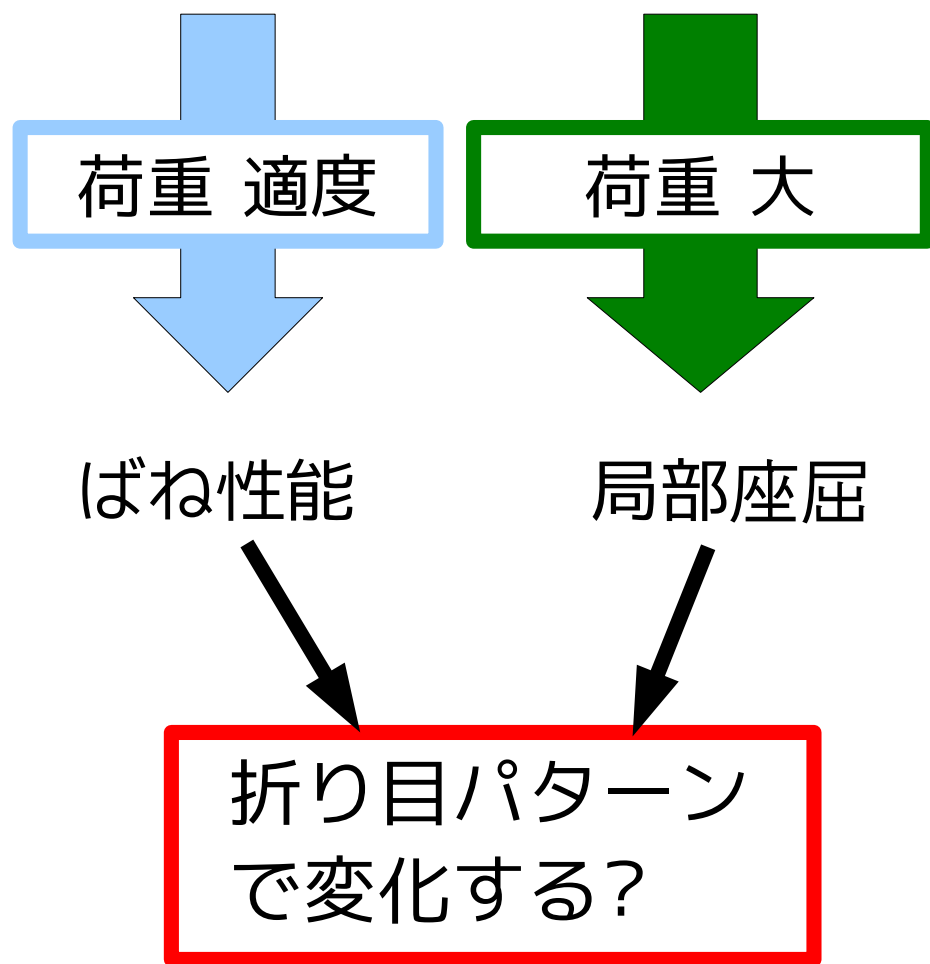 荷重 適度
荷重 大
ばね性能
局部座屈
折り目パターン
で変化する?